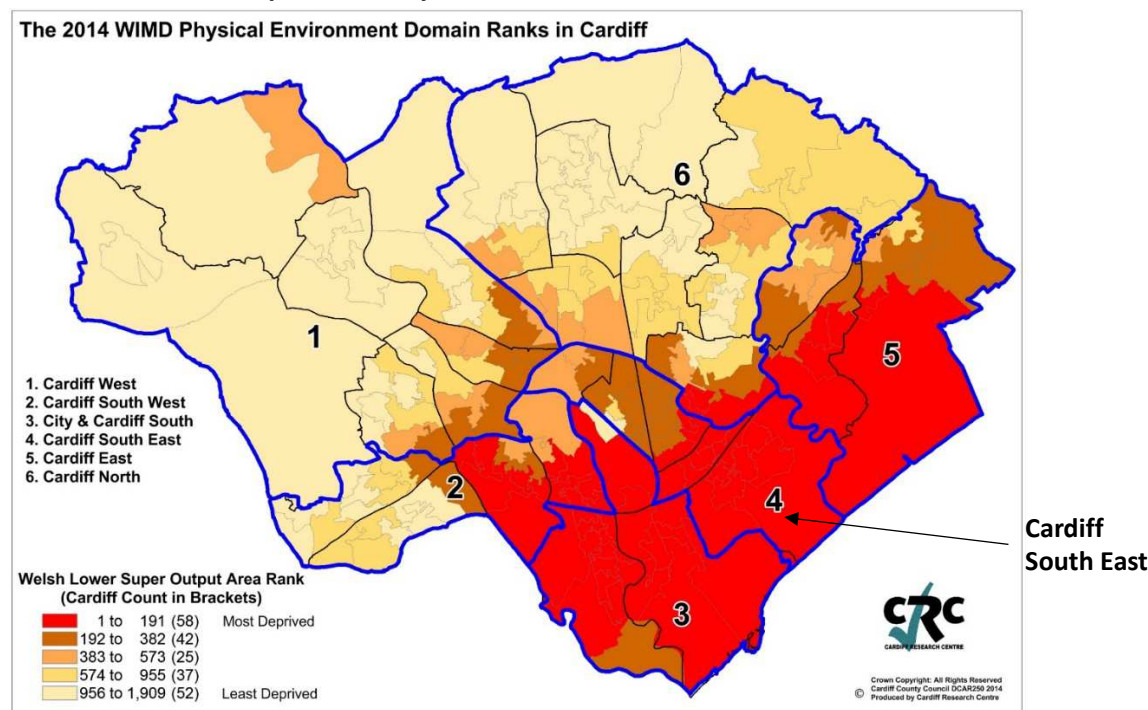 The 2014 WIMD Physical Environment Domain Ranks in Cardiff
6
1
5
1. Cardiff West
2. Cardiff South West
3. City & Cardiff South
4. Cardiff South East
5. Cardiff East
6. Cardiff North
2
4
Cardiff
South East
3
Welsh Lower Super Output Area Rank
(Cardiff Count in Brackets)
1 to 191 (58) Most Deprived
192 to 382 (42)
383 to 573 (25)
574 to 955 (37)
956 to 1,909 (52) Least Deprived
CRC
CARDIFF RESEARCH CENTRE
Crown Copyright: All Rights Reserved
© Cardiff County Council DCAR250 2014
Produced by Cardiff Research Centre